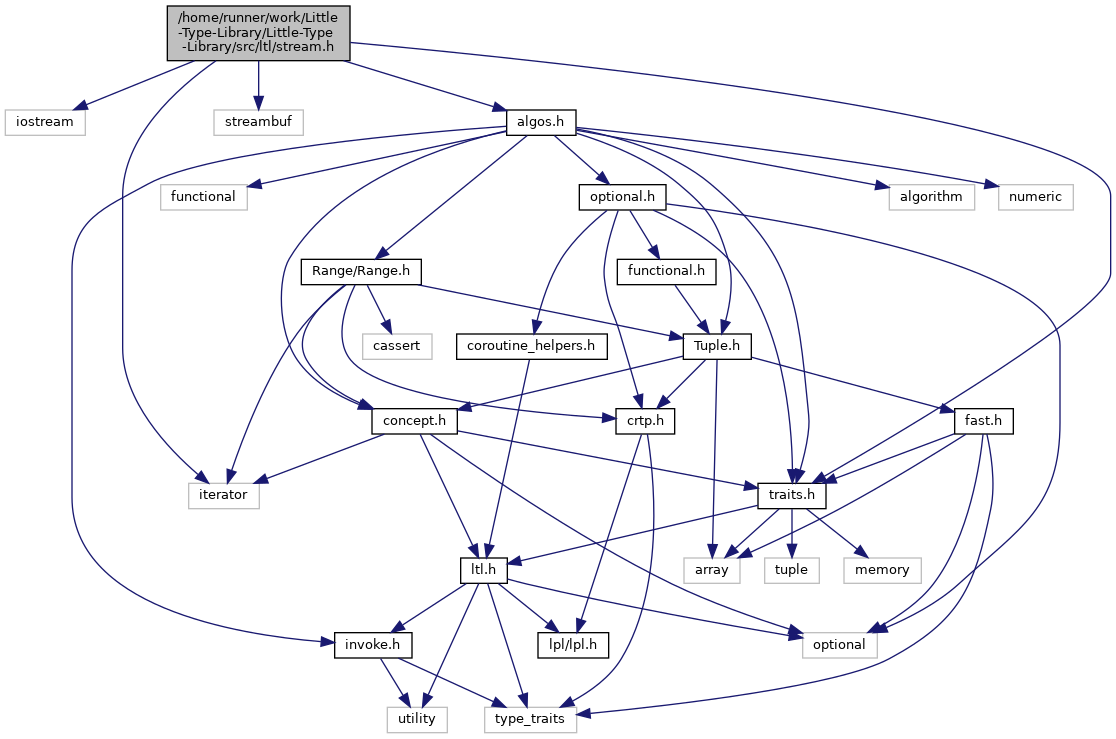 /home/runner/work/Little
-Type-Library/Little-Type
-Library/src/ltl/stream.h
iostream
streambuf
algos.h
functional
optional.h
algorithm
numeric
Range/Range.h
functional.h
cassert
coroutine_helpers.h
Tuple.h
concept.h
crtp.h
fast.h
iterator
traits.h
ltl.h
array
tuple
memory
invoke.h
lpl/lpl.h
optional
utility
type_traits